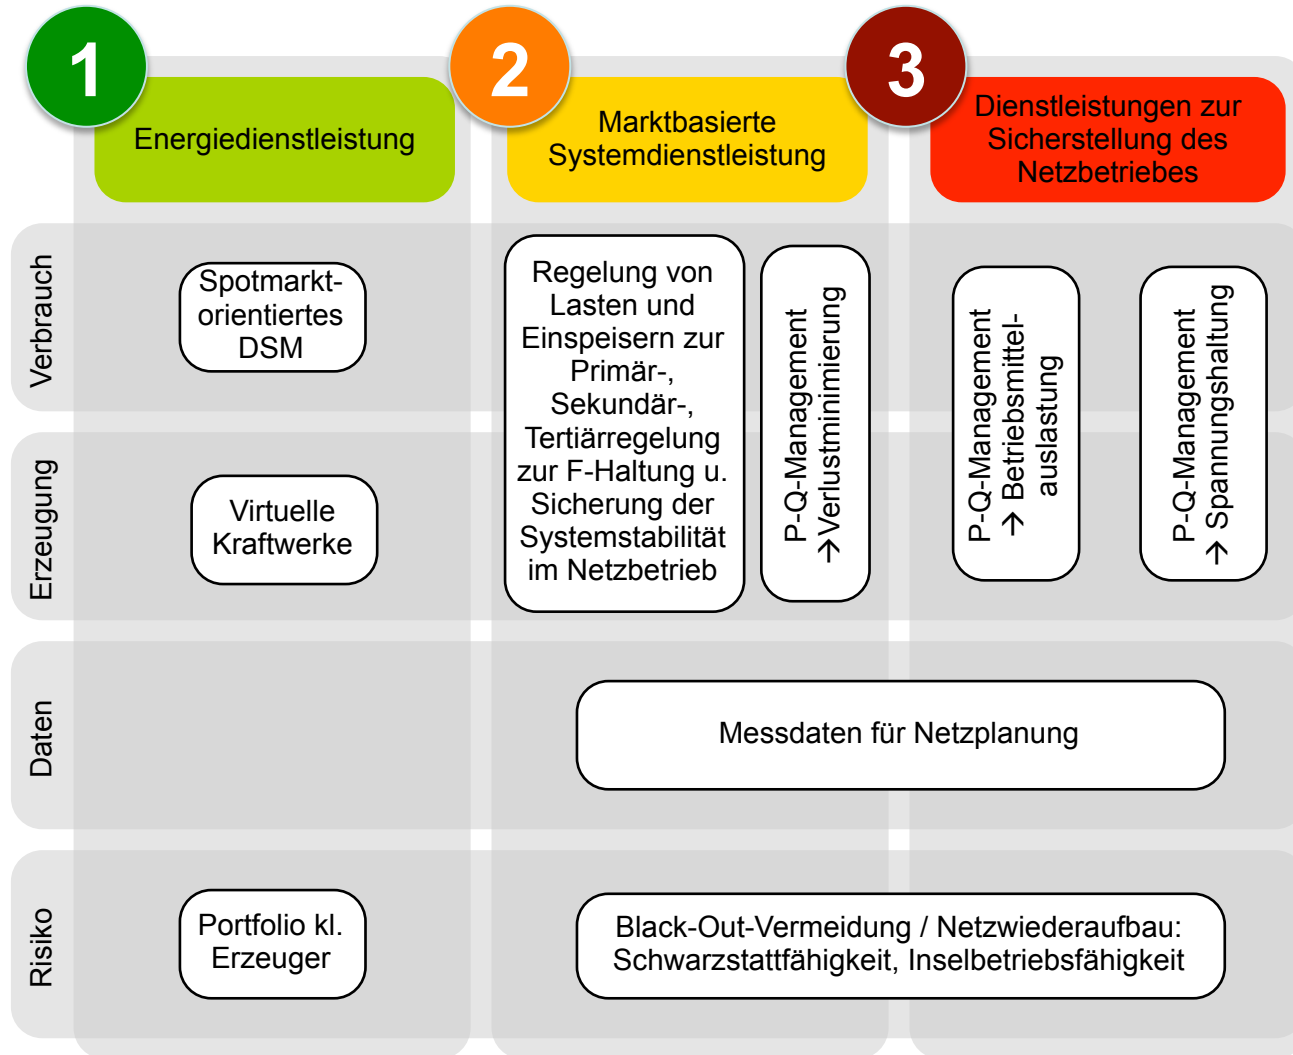 1
Energiedienstleistung
2
Marktbasierte
Systemdienstleistung
3
Dienstleistungen zur
Sicherstellung des
Netzbetriebes
Verbrauch
Spotmarkt-
orientiertes
DSM
Regelung von
Lasten und
Einspeisern zur
Primär-,
Sekundär-,
Tertiärregelung
zur F-Haltung u.
Sicherung der
Systemstabilität
im Netzbetrieb
P-Q-Management
→Verlustminimierung
P-Q-Management
→ Betriebsmittel-
auslastung
P-Q-Management
→ Spannungshaltung
Erzeugung
Virtuelle
Kraftwerke
Daten
Messdaten für Netzplanung
Risiko
Portfolio kl.
Erzeuger
Black-Out-Vermeidung / Netzwiederaufbau:
Schwarzstattfähigkeit, Inselbetriebsfähigkeit